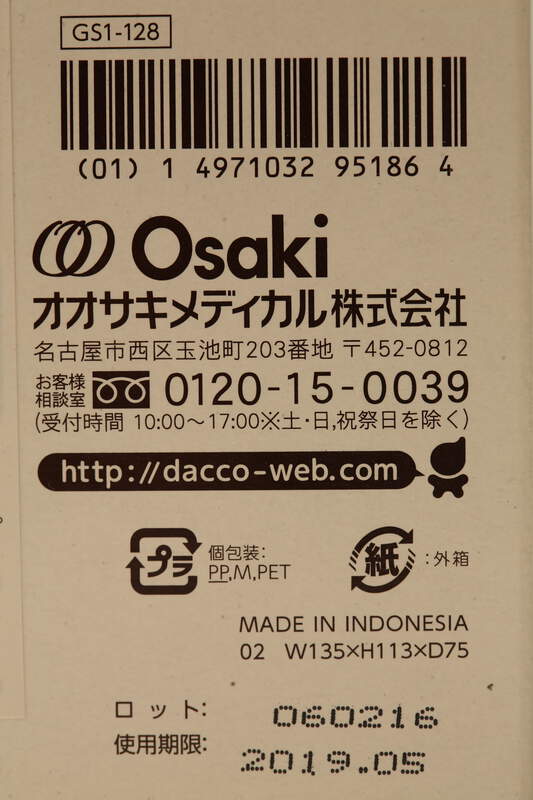 GS1-128
(01) 1 4971032 95186 4
Osaki
オオサキメディカル株式会社
名古屋市西区玉池町203番地 〒452-0812
お客様
相談室 0120-15-0039
(受付時間 10:00〜17:00※土・日,祝祭日を除く)
http://dacco-web.com
プラ 個包装:
PP,M,PET
紙 :外箱
MADE IN INDONESIA
02 W135×H113×D75
ロット: 060216
使用期限: 2019.05